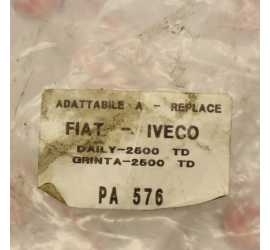 ADATTABILE A - REPLACE
FIAT - IVECO
DAILY-2500 TD
GRINTA-2500 TD
PA 576